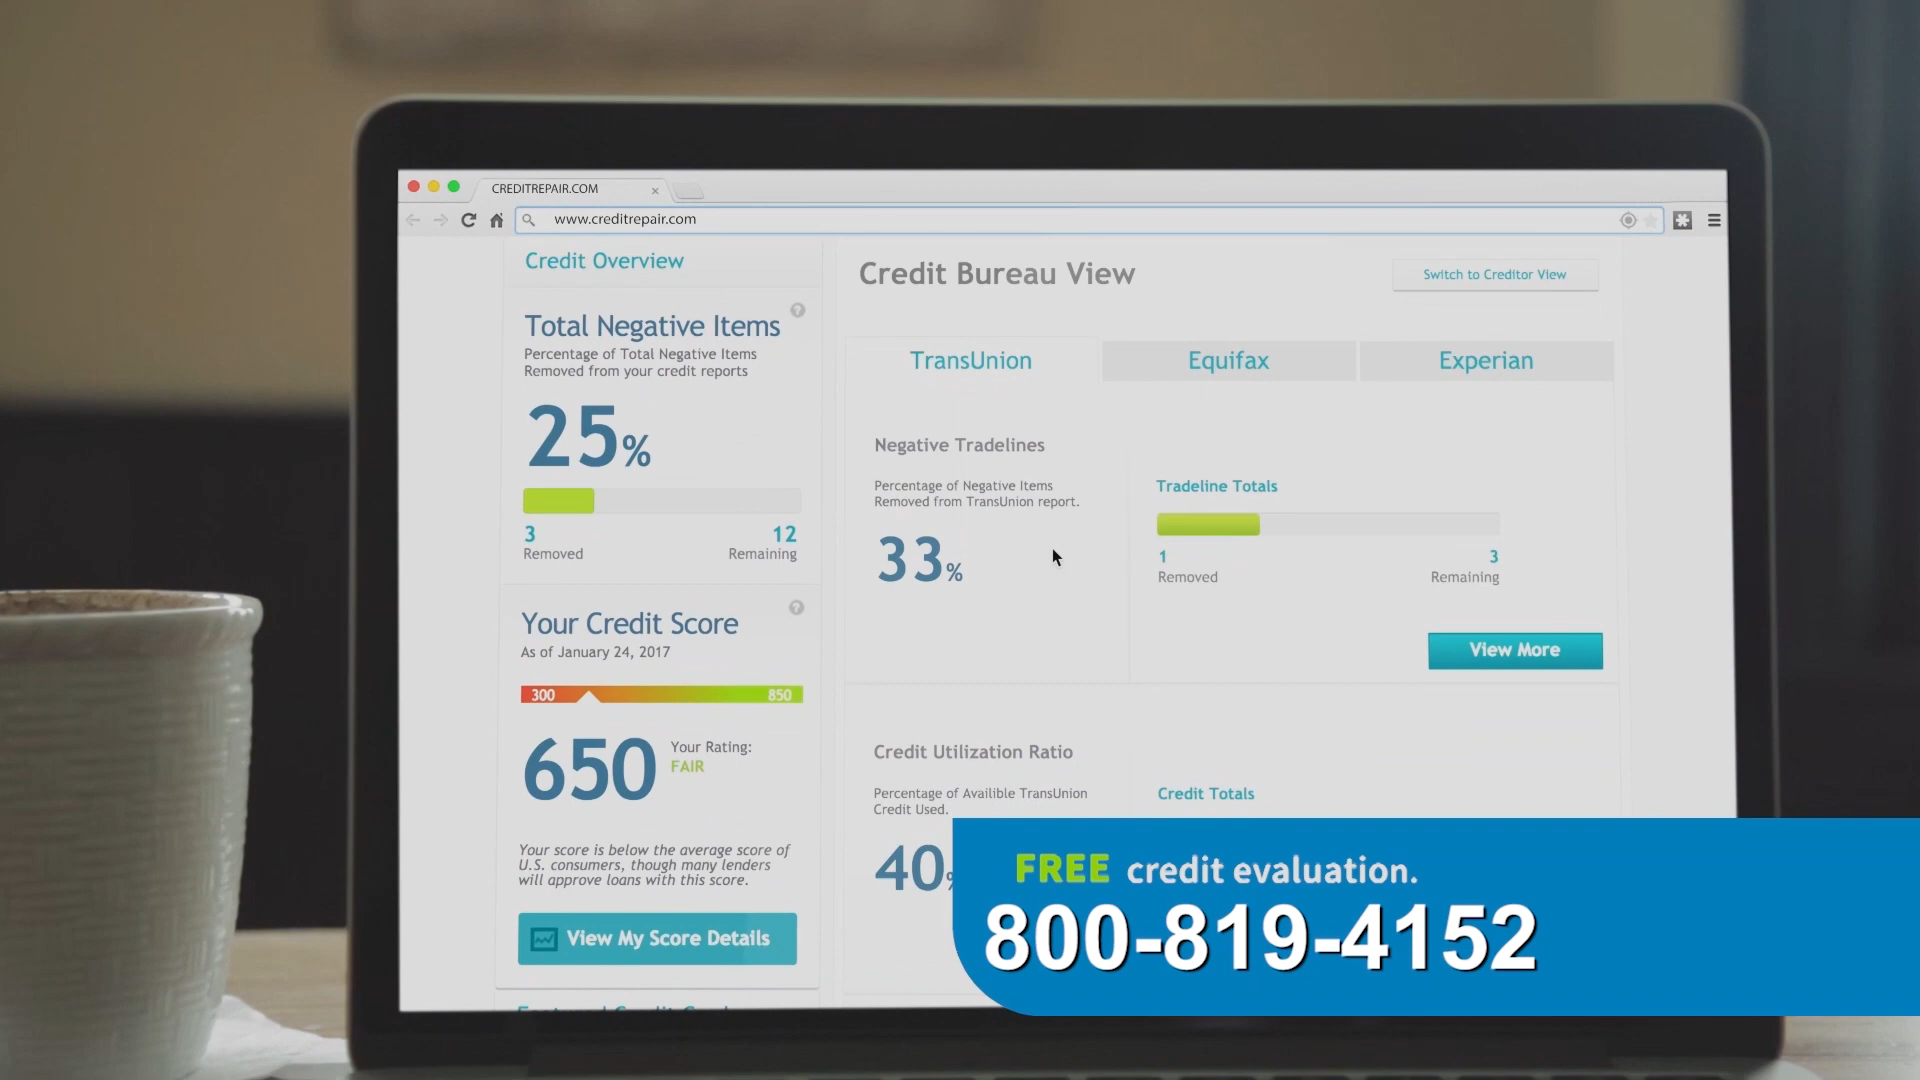 CREDITREPAIR.COM
www.creditrepair.com
Credit Overview
Total Negative Items
Percentage of Total Negative Items
Removed from your credit reports
25%
3
12
Removed
Remaining
Your Credit Score
As of January 24, 2017
300
850
650
Your Rating:
FAIR
Your score is below the average score of
U.S. consumers, though many lenders
will approve loans with this score.
View My Score Details
Credit Bureau View
Switch to Creditor View
TransUnion
Equifax
Experian
Negative Tradelines
Percentage of Negative Items
Removed from TransUnion report.
33%
Tradeline Totals
1
3
Removed
Remaining
View More
Credit Utilization Ratio
Percentage of Availible TransUnion
Credit Used.
40%
Credit Totals
FREE credit evaluation.
800-819-4152